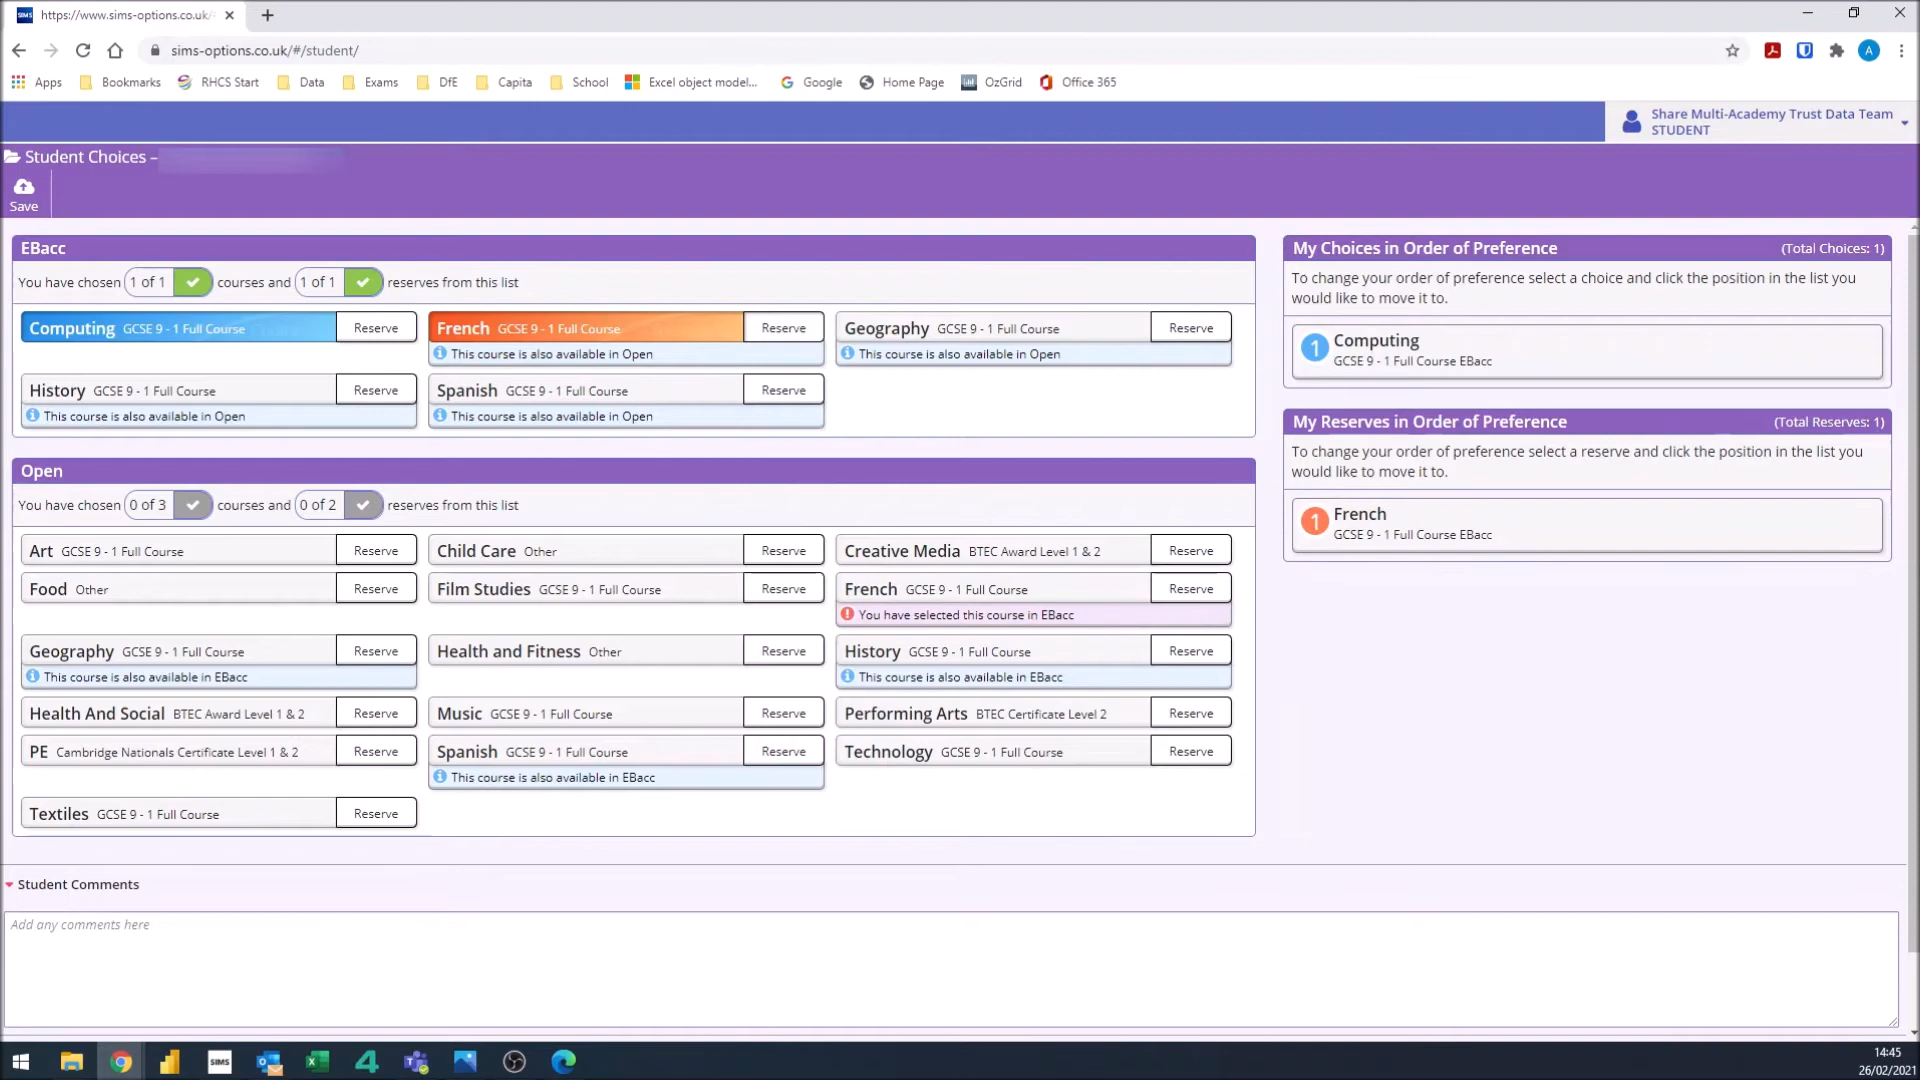 https://www.sims-options.co.uk/#
sims-options.co.uk/#/student/
Apps Bookmarks RHCS Start Data Exams DfE Capita School Excel object model... Google Home Page OzGrid Office 365
Share Multi-Academy Trust Data Team
STUDENT
Student Choices –
Save
EBacc
You have chosen 1 of 1 courses and 1 of 1 reserves from this list
Computing GCSE 9 - 1 Full Course Reserve French GCSE 9 - 1 Full Course Reserve Geography GCSE 9 - 1 Full Course Reserve
This course is also available in Open This course is also available in Open
History GCSE 9 - 1 Full Course Reserve Spanish GCSE 9 - 1 Full Course Reserve
This course is also available in Open This course is also available in Open
Open
You have chosen 0 of 3 courses and 0 of 2 reserves from this list
Art GCSE 9 - 1 Full Course Reserve Child Care Other Reserve Creative Media BTEC Award Level 1 & 2 Reserve
Food Other Reserve Film Studies GCSE 9 - 1 Full Course Reserve French GCSE 9 - 1 Full Course Reserve
You have selected this course in EBacc
Geography GCSE 9 - 1 Full Course Reserve Health and Fitness Other Reserve History GCSE 9 - 1 Full Course Reserve
This course is also available in EBacc This course is also available in EBacc
Health And Social BTEC Award Level 1 & 2 Reserve Music GCSE 9 - 1 Full Course Reserve Performing Arts BTEC Certificate Level 2 Reserve
PE Cambridge Nationals Certificate Level 1 & 2 Reserve Spanish GCSE 9 - 1 Full Course Reserve Technology GCSE 9 - 1 Full Course Reserve
This course is also available in EBacc
Textiles GCSE 9 - 1 Full Course Reserve
My Choices in Order of Preference (Total Choices: 1)
To change your order of preference select a choice and click the position in the list you
would like to move it to.
1 Computing
GCSE 9 - 1 Full Course EBacc
My Reserves in Order of Preference (Total Reserves: 1)
To change your order of preference select a reserve and click the position in the list you
would like to move it to.
1 French
GCSE 9 - 1 Full Course EBacc
Student Comments
Add any comments here
SIMS
14:45
26/02/2021